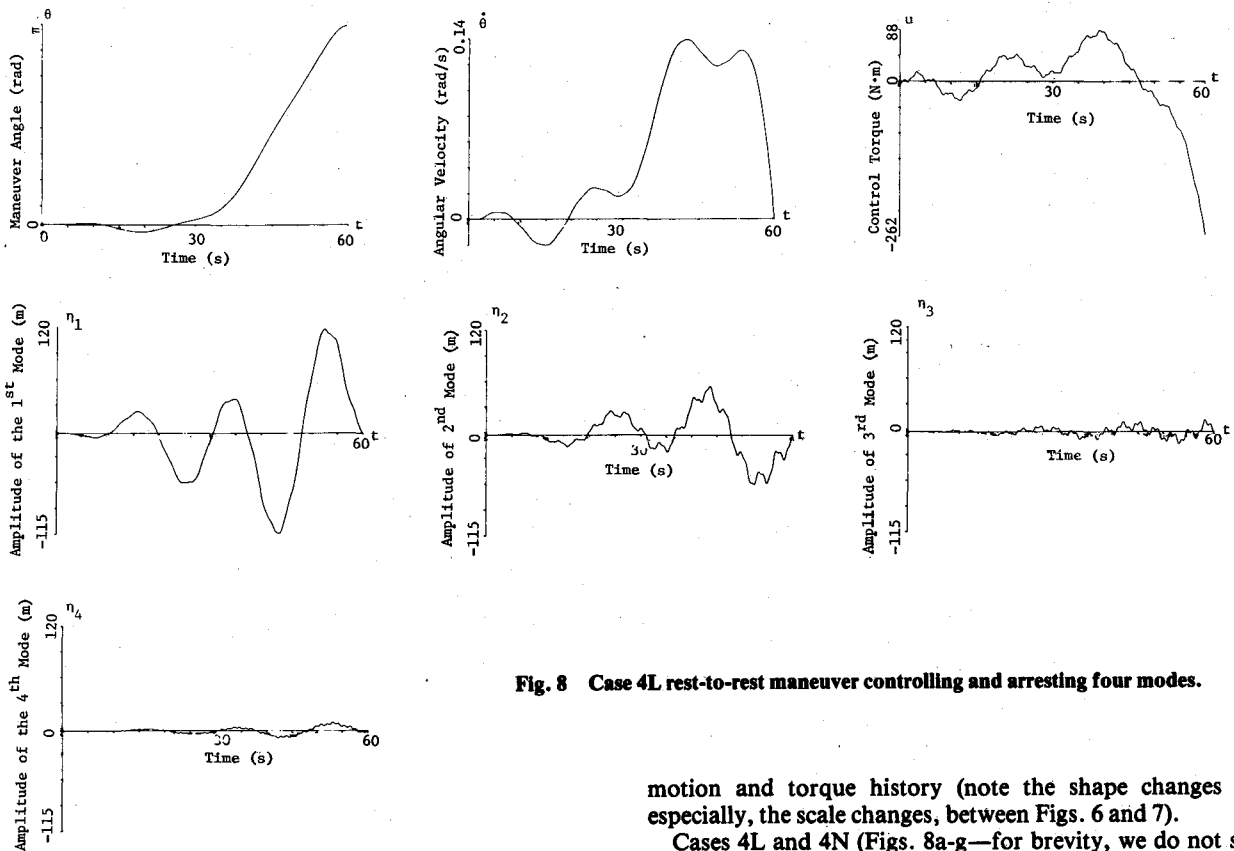 θ
π
Maneuver Angle (rad)
0
0
30
60
t
Time (s)
θ̇
0.14
Angular Velocity (rad/s)
0
30
60
t
Time (s)
u
88
Control Torque (N·m)
-262
30
60
t
Time (s)
η1
120
Amplitude of the 1st Mode (m)
-115
60
t
η2
120
Amplitude of 2nd Mode (m)
0
-115
30
t
Time (s)
η3
120
Amplitude of 3rd Mode (m)
0
-115
60
t
Time (s)
η4
120
Amplitude of the 4th Mode (m)
0
-115
30
60
t
Time (s)
Fig. 8 Case 4L rest-to-rest maneuver controlling and arresting four modes.
motion and torque history (note the shape changes
especially, the scale changes, between Figs. 6 and 7).
Cases 4L and 4N (Figs. 8a-g—for brevity, we do not s